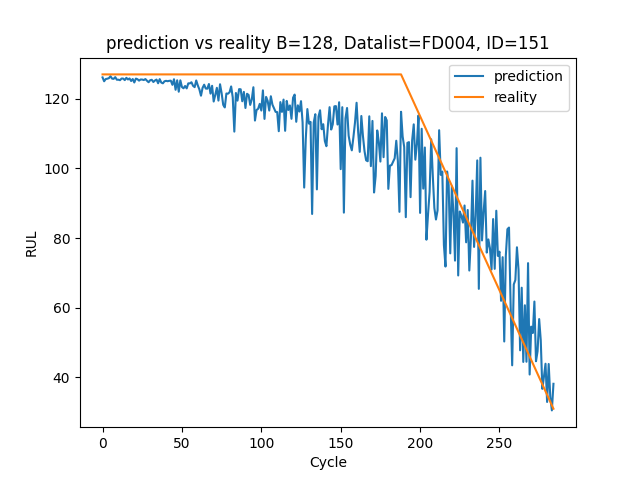 prediction vs reality B=128, Datalist=FD004, ID=151
prediction
reality
RUL
120
100
80
60
40
0 50 100 150 200 250
Cycle